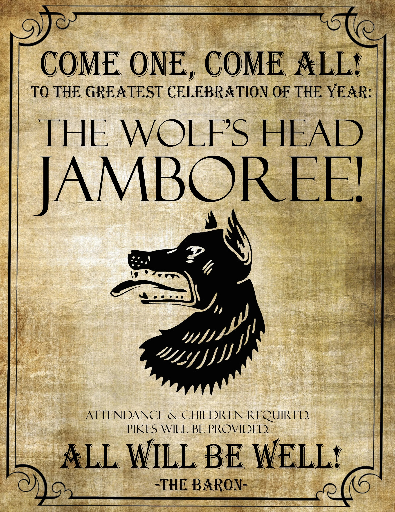 COME ONE, COME ALL!
TO THE GREATEST CELEBRATION OF THE YEAR:
THE WOLF'S HEAD
JAMBOREE!
ATTENDANCE & CHILDREN REQUIRED.
PIKES WILL BE PROVIDED.
ALL WILL BE WELL!
-THE BARON-